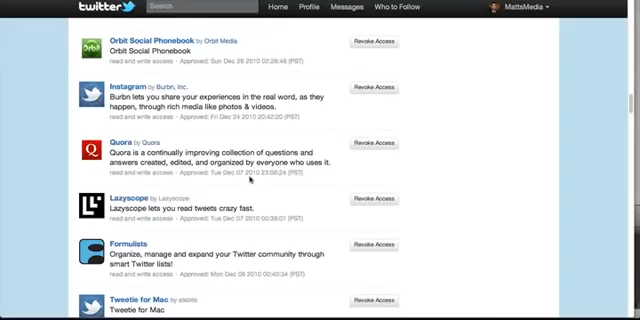 twitter Search Home Profile Messages Who to Follow MattsMedia
Orbit Social Phonebook by Orbit Media Revoke Access
Orbit Social Phonebook
read and write access · Approved: Sun Dec 26 2010 02:28:48 (PST)
Instagram by Burbn, Inc. Revoke Access
Burbn lets you share your experiences in the real word, as they
happen, through rich media like photos & videos.
read and write access · Approved: Fri Dec 24 2010 20:42:20 (PST)
Quora by Quora Revoke Access
Quora is a continually improving collection of questions and
answers created, edited, and organized by everyone who uses it.
read and write access · Approved: Tue Dec 07 2010 23:06:24 (PST)
Lazyscope by Lazyscope Revoke Access
Lazyscope lets you read tweets crazy fast.
read and write access · Approved: Tue Dec 07 2010 00:39:01 (PST)
Formulists Revoke Access
Organize, manage and expand your Twitter community through
smart Twitter lists!
read and write access · Approved: Mon Dec 06 2010 00:40:34 (PST)
Tweetie for Mac by atebits Revoke Access
Tweetie for Mac